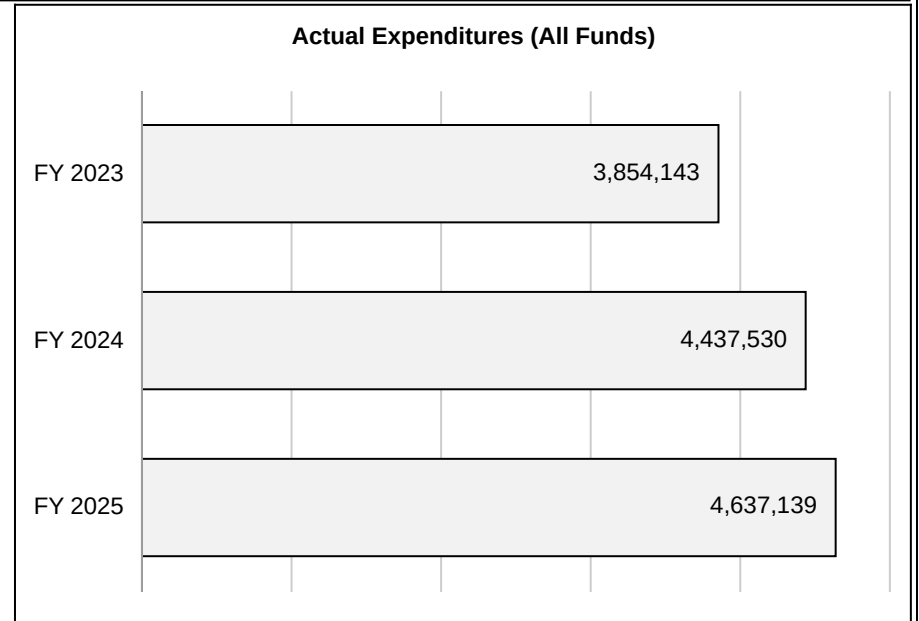 Actual Expenditures (All Funds)
FY 2023
3,854,143
FY 2024
4,437,530
FY 2025
4,637,139